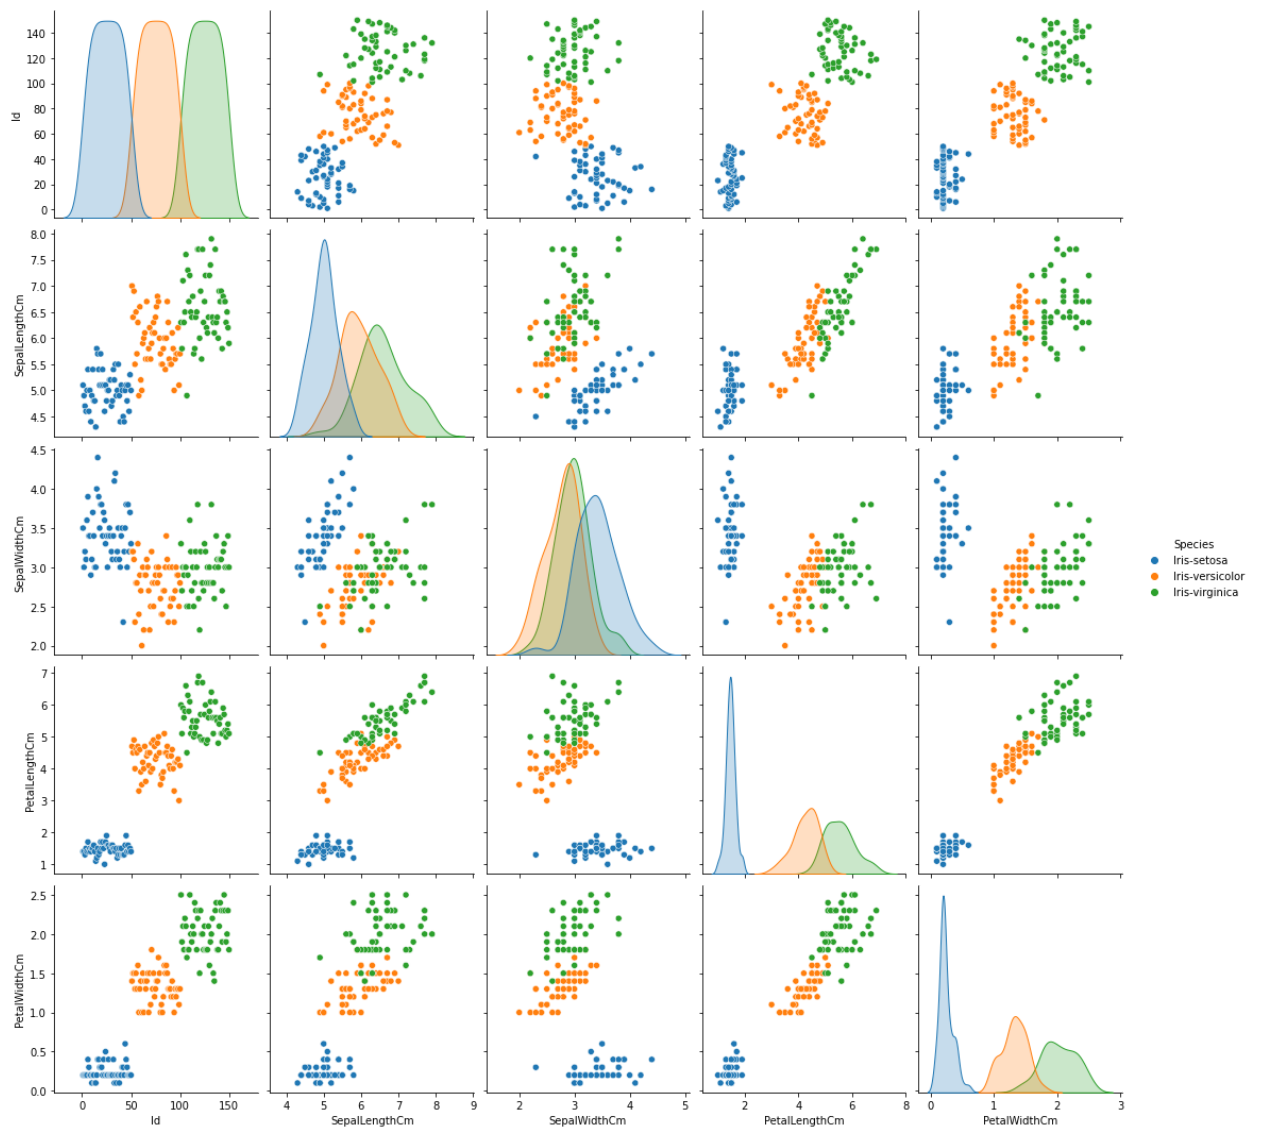 140
120
100
80
60
40
20
0
Id
8.0
7.5
7.0
6.5
6.0
5.5
5.0
4.5
SepalLengthCm
4.5
4.0
3.5
3.0
2.5
2.0
SepalWidthCm
Species
Iris-setosa
Iris-versicolor
Iris-virginica
7
6
5
4
3
2
1
PetalLengthCm
2.5
2.0
1.5
1.0
0.5
0.0
PetalWidthCm
0 50 100 150
4 5 6 7 8 9
2 3 4 5
2 4 6 8
0 1 2 3
Id
SepalLengthCm
SepalWidthCm
PetalLengthCm
PetalWidthCm